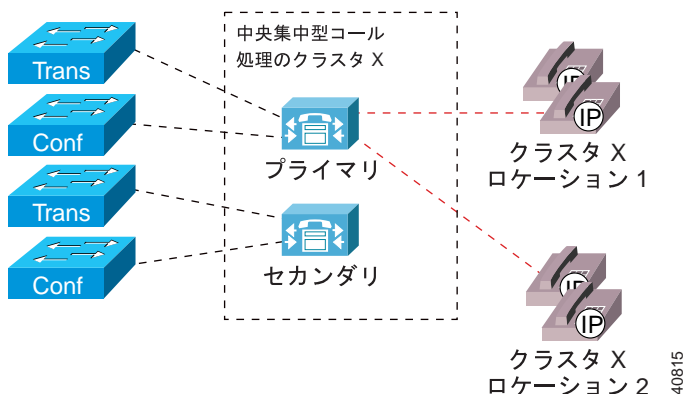 中央集中型コール
処理のクラスタ X
Trans
Conf
Trans
Conf
プライマリ
セカンダリ
IP
IP
クラスタ X
ロケーション 1
IP
IP
クラスタ X
ロケーション 2
40815